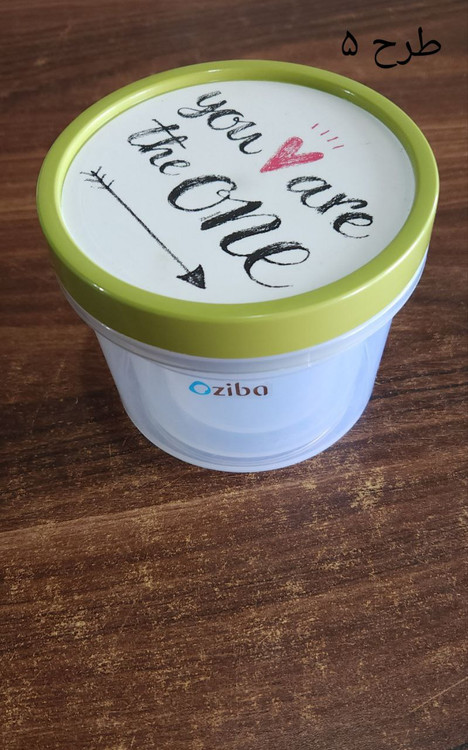 طرح ۵
you are
the one
Oziba